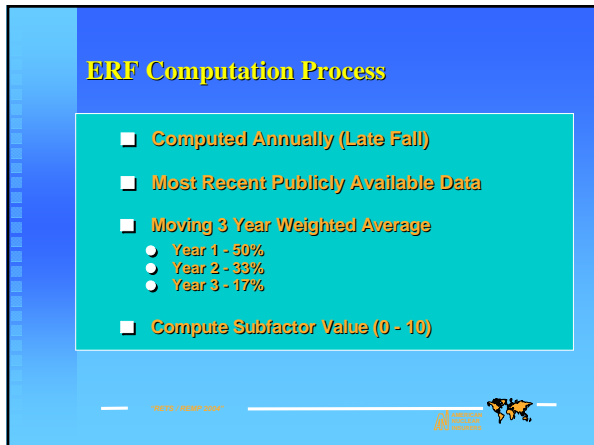 ERF Computation Process
Computed Annually (Late Fall)
Most Recent Publicly Available Data
Moving 3 Year Weighted Average
Year 1 - 50%
Year 2 - 33%
Year 3 - 17%
Compute Subfactor Value (0 - 10)